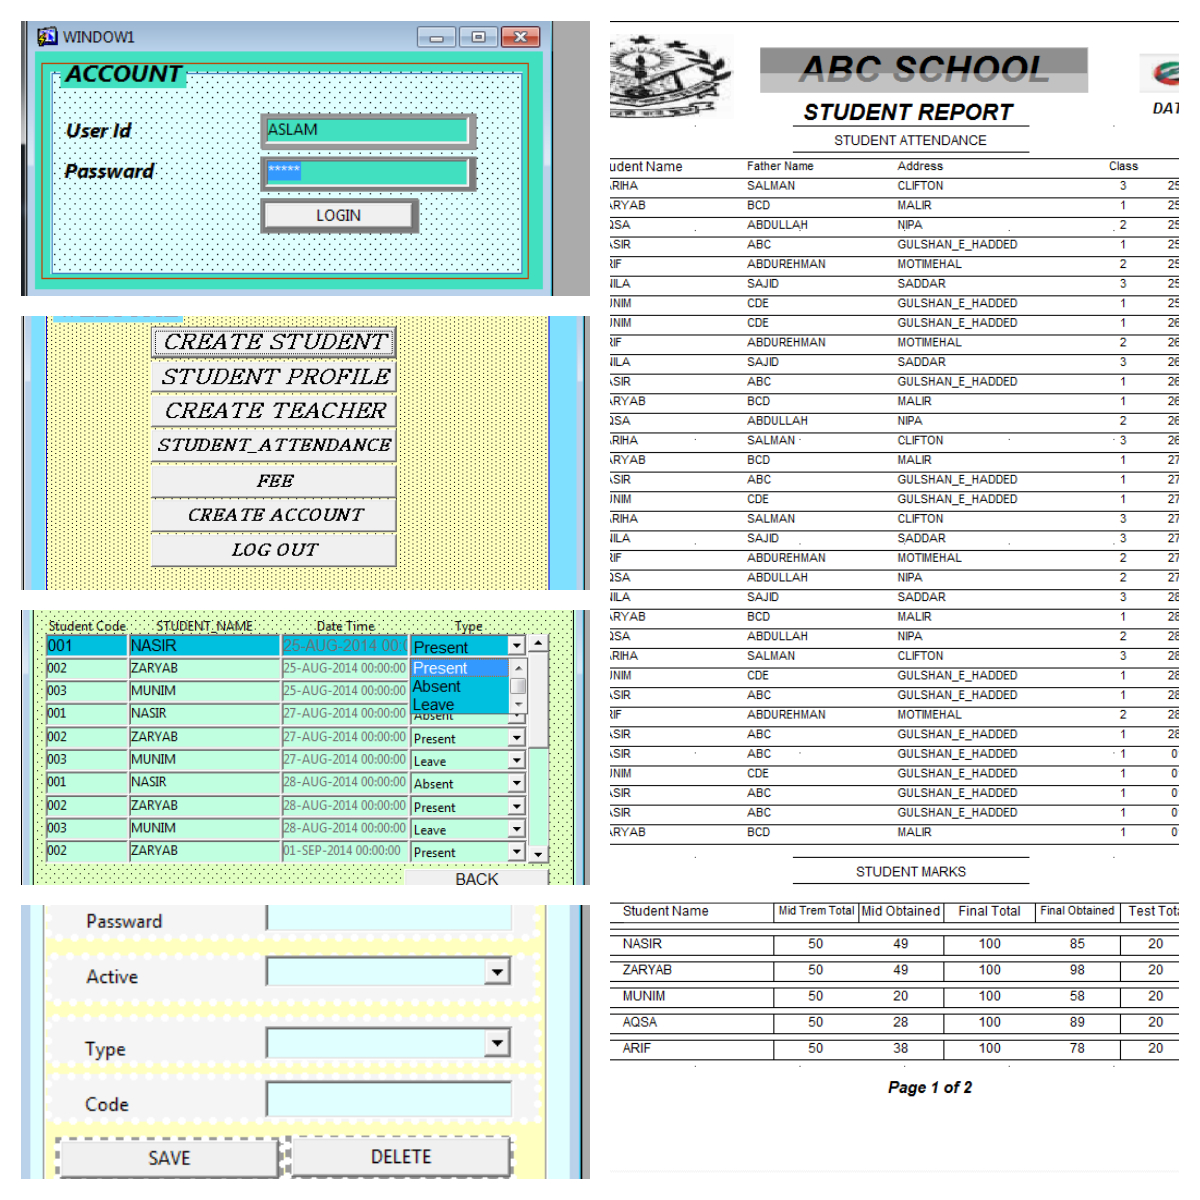 WINDOW1
ACCOUNT
User Id ASLAM
Passward *****
LOGIN
CREATE STUDENT
STUDENT PROFILE
CREATE TEACHER
STUDENT_ATTENDANCE
FEE
CREATE ACCOUNT
LOG OUT
Student Code STUDENT_NAME Date Time Type
001 NASIR 25-AUG-2014 00:( Present
002 ZARYAB 25-AUG-2014 00:00:00 Present
003 MUNIM 25-AUG-2014 00:00:00 Absent
Leave
001 NASIR 27-AUG-2014 00:00:00 Absent
002 ZARYAB 27-AUG-2014 00:00:00 Present
003 MUNIM 27-AUG-2014 00:00:00 Leave
001 NASIR 28-AUG-2014 00:00:00 Absent
002 ZARYAB 28-AUG-2014 00:00:00 Present
003 MUNIM 28-AUG-2014 00:00:00 Leave
002 ZARYAB 01-SEP-2014 00:00:00 Present
BACK
Passward
Active
Type
Code
SAVE DELETE
ABC SCHOOL
STUDENT REPORT DAT
STUDENT ATTENDANCE
udent Name Father Name Address Class
RIHA SALMAN CLIFTON 3 25
RYAB BCD MALIR 1 25
QSA ABDULLAH NIPA 2 25
SIR ABC GULSHAN_E_HADDED 1 25
RIF ABDUREHMAN MOTIMEHAL 2 25
ILA SAJID SADDAR 3 25
UNIM CDE GULSHAN_E_HADDED 1 25
UNIM CDE GULSHAN_E_HADDED 1 26
RIF ABDUREHMAN MOTIMEHAL 2 26
ILA SAJID SADDAR 3 26
SIR ABC GULSHAN_E_HADDED 1 26
RYAB BCD MALIR 1 26
QSA ABDULLAH NIPA 2 26
RIHA SALMAN CLIFTON 3 26
RYAB BCD MALIR 1 27
SIR ABC GULSHAN_E_HADDED 1 27
UNIM CDE GULSHAN_E_HADDED 1 27
RIHA SALMAN CLIFTON 3 27
ILA SAJID SADDAR 3 27
RIF ABDUREHMAN MOTIMEHAL 2 27
QSA ABDULLAH NIPA 2 27
ILA SAJID SADDAR 3 28
RYAB BCD MALIR 1 28
QSA ABDULLAH NIPA 2 28
RIHA SALMAN CLIFTON 3 28
UNIM CDE GULSHAN_E_HADDED 1 28
SIR ABC GULSHAN_E_HADDED 1 28
RIF ABDUREHMAN MOTIMEHAL 2 28
SIR ABC GULSHAN_E_HADDED 1 28
SIR ABC GULSHAN_E_HADDED 1 0
UNIM CDE GULSHAN_E_HADDED 1 0
SIR ABC GULSHAN_E_HADDED 1 0
SIR ABC GULSHAN_E_HADDED 1 0
RYAB BCD MALIR 1 0
STUDENT MARKS
Student Name Mid Trem Total Mid Obtained Final Total Final Obtained Test Tota
NASIR 50 49 100 85 20
ZARYAB 50 49 100 98 20
MUNIM 50 20 100 58 20
AQSA 50 28 100 89 20
ARIF 50 38 100 78 20
Page 1 of 2